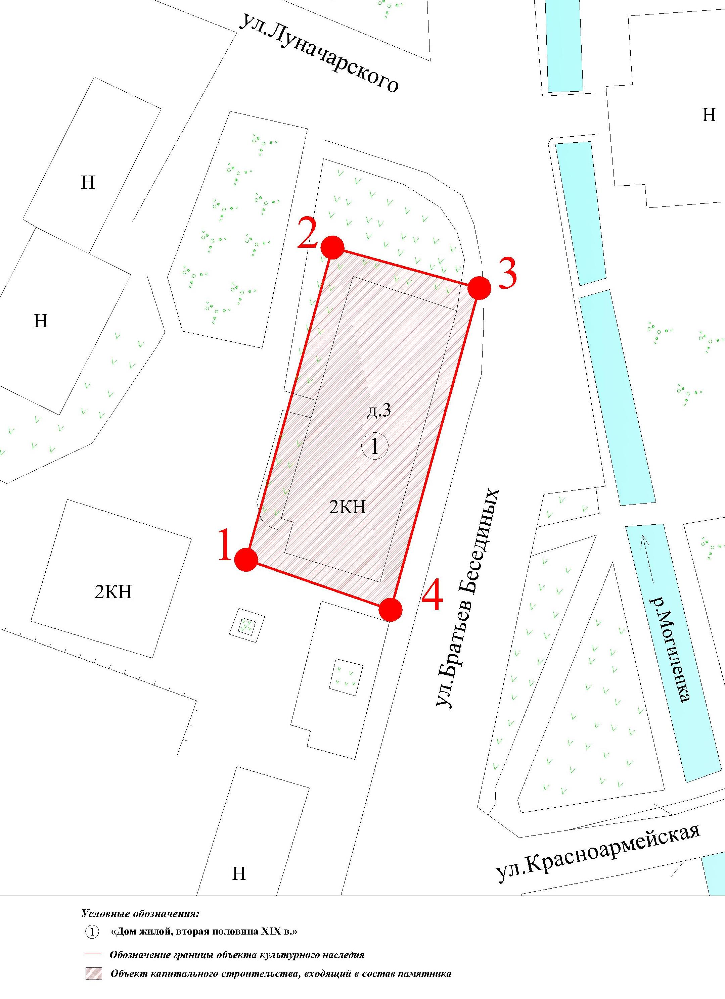 ул.Луначарского
Н
Н
2
3
Н
д.3
1
2КН
1
2КН
4
ул.Братьев Бесединых
р.Могиленка
ул.Красноармейская
Н
Условные обозначения:
1 «Дом жилой, вторая половина XIX в.»
Обозначение границы объекта культурного наследия
Объект капитального строительства, входящий в состав памятника